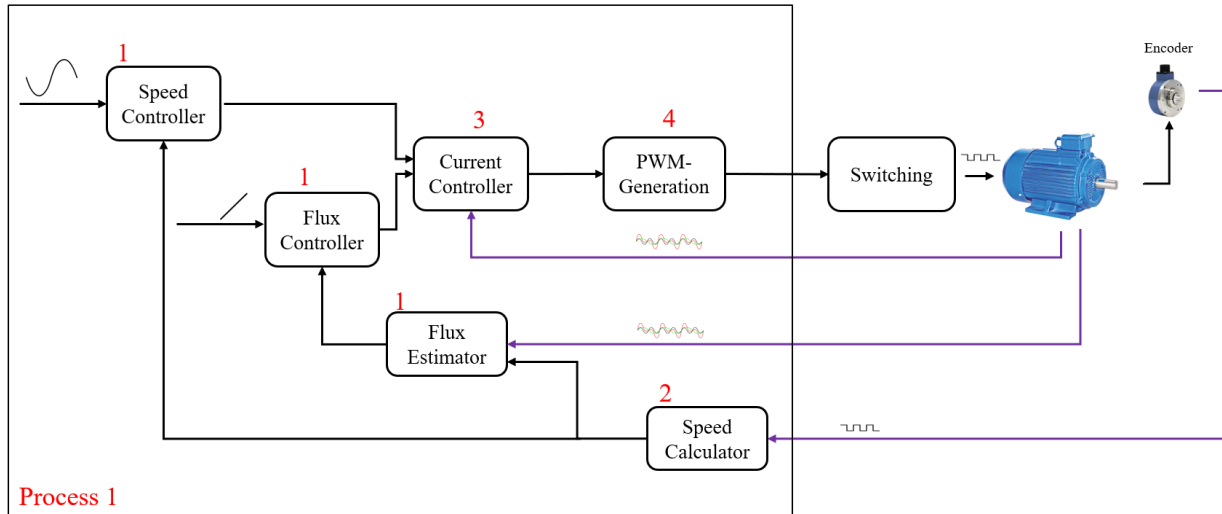 Encoder
1
Speed
Controller
3
Current
Controller
4
PWM-
Generation
Switching
1
Flux
Controller
1
Flux
Estimator
2
Speed
Calculator
Process 1